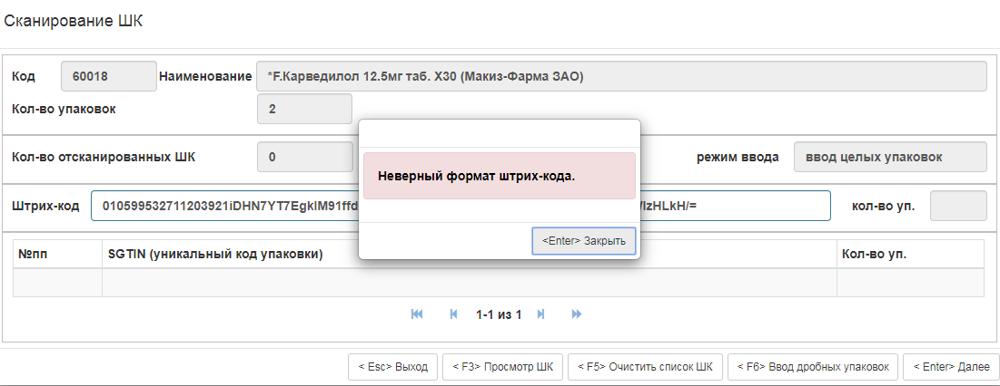 Сканирование ШК
Код 60018 Наименование *F.Карведилол 12.5мг таб. X30 (Макиз-Фарма ЗАО)
Кол-во упаковок 2
Кол-во отсканированных ШК 0 режим ввода ввод целых упаковок
Неверный формат штрих-кода.
Штрих-код 010599532711203921iDHN7YT7EgklM91ffd /IzHLkH/= кол-во уп.
<Enter> Закрыть
№пп SGTIN (уникальный код упаковки) Кол-во уп.
1-1 из 1
< Esc> Выход < F3> Просмотр ШК < F5> Очистить список ШК < F6> Ввод дробных упаковок < Enter> Далее